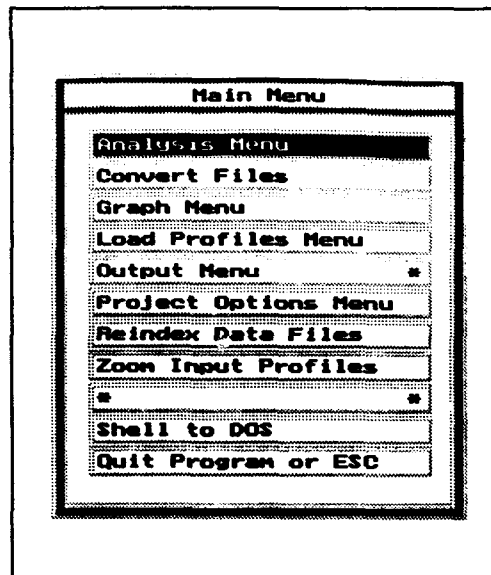 Main Menu
Analysis Menu
Convert Files
Graph Menu
Load Profiles Menu
Output Menu *
Project Options Menu
Reindex Data Files
Zoom Input Profiles
* *
Shell to DOS
Quit Program or ESC